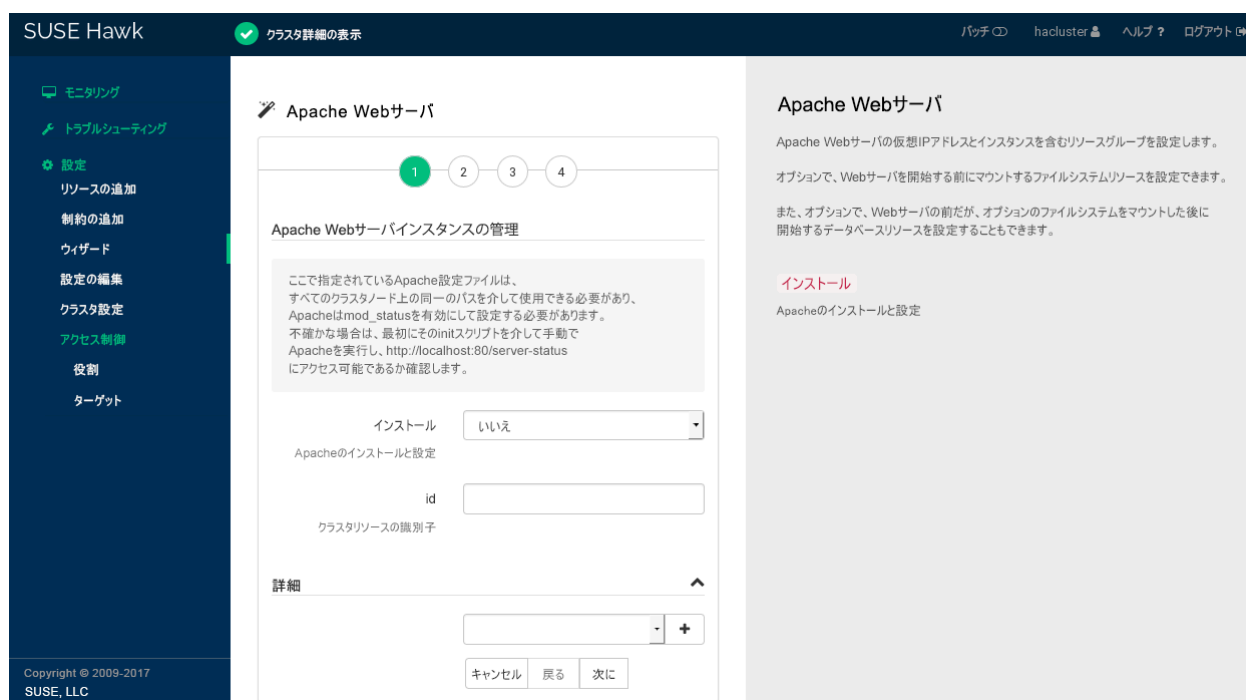 SUSE Hawk
クラスタ詳細の表示
バッチ
hacluster
ヘルプ ?
ログアウト
モニタリング
トラブルシューティング
設定
リソースの追加
制約の追加
ウィザード
設定の編集
クラスタ設定
アクセス制御
役割
ターゲット
Copyright © 2009-2017
SUSE, LLC
Apache Webサーバ
1
2
3
4
Apache Webサーバインスタンスの管理
ここで指定されているApache設定ファイルは、
すべてのクラスタノード上の同一のパスを介して使用できる必要があり、
Apacheはmod_statusを有効にして設定する必要があります。
不確かな場合は、最初にそのinitスクリプトを介して手動で
Apacheを実行し、http://localhost:80/server-status
にアクセス可能であるか確認します。
インストール
いいえ
Apacheのインストールと設定
id
クラスタリソースの識別子
詳細
キャンセル
戻る
次に
Apache Webサーバ
Apache Webサーバの仮想IPアドレスとインスタンスを含むリソースグループを設定します。
オプションで、Webサーバを開始する前にマウントするファイルシステムリソースを設定できます。
また、オプションで、Webサーバの前だが、オプションのファイルシステムをマウントした後に
開始するデータベースリソースを設定することもできます。
インストール
Apacheのインストールと設定